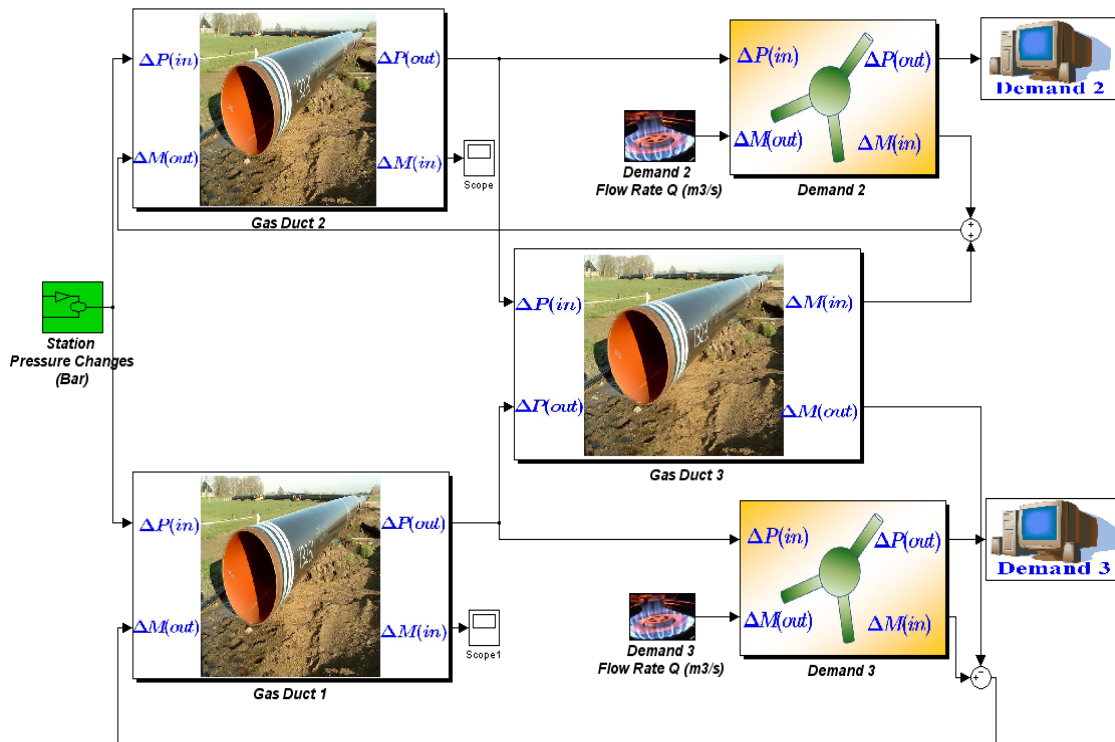 ΔP(in)
ΔP(out)
ΔM(out)
ΔM(in)
Gas Duct 2
Scope
ΔP(in)
ΔP(out)
ΔM(out)
ΔM(in)
Demand 2
Demand 2
Flow Rate Q (m3/s)
Demand 2
+
+
Station
Pressure Changes
(Bar)
ΔP(in)
ΔM(in)
ΔP(out)
ΔM(out)
Gas Duct 3
ΔP(in)
ΔP(out)
ΔM(out)
ΔM(in)
Gas Duct 1
Scope1
ΔP(in)
ΔP(out)
ΔM(out)
ΔM(in)
Demand 3
Demand 3
Flow Rate Q (m3/s)
Demand 3
−
+